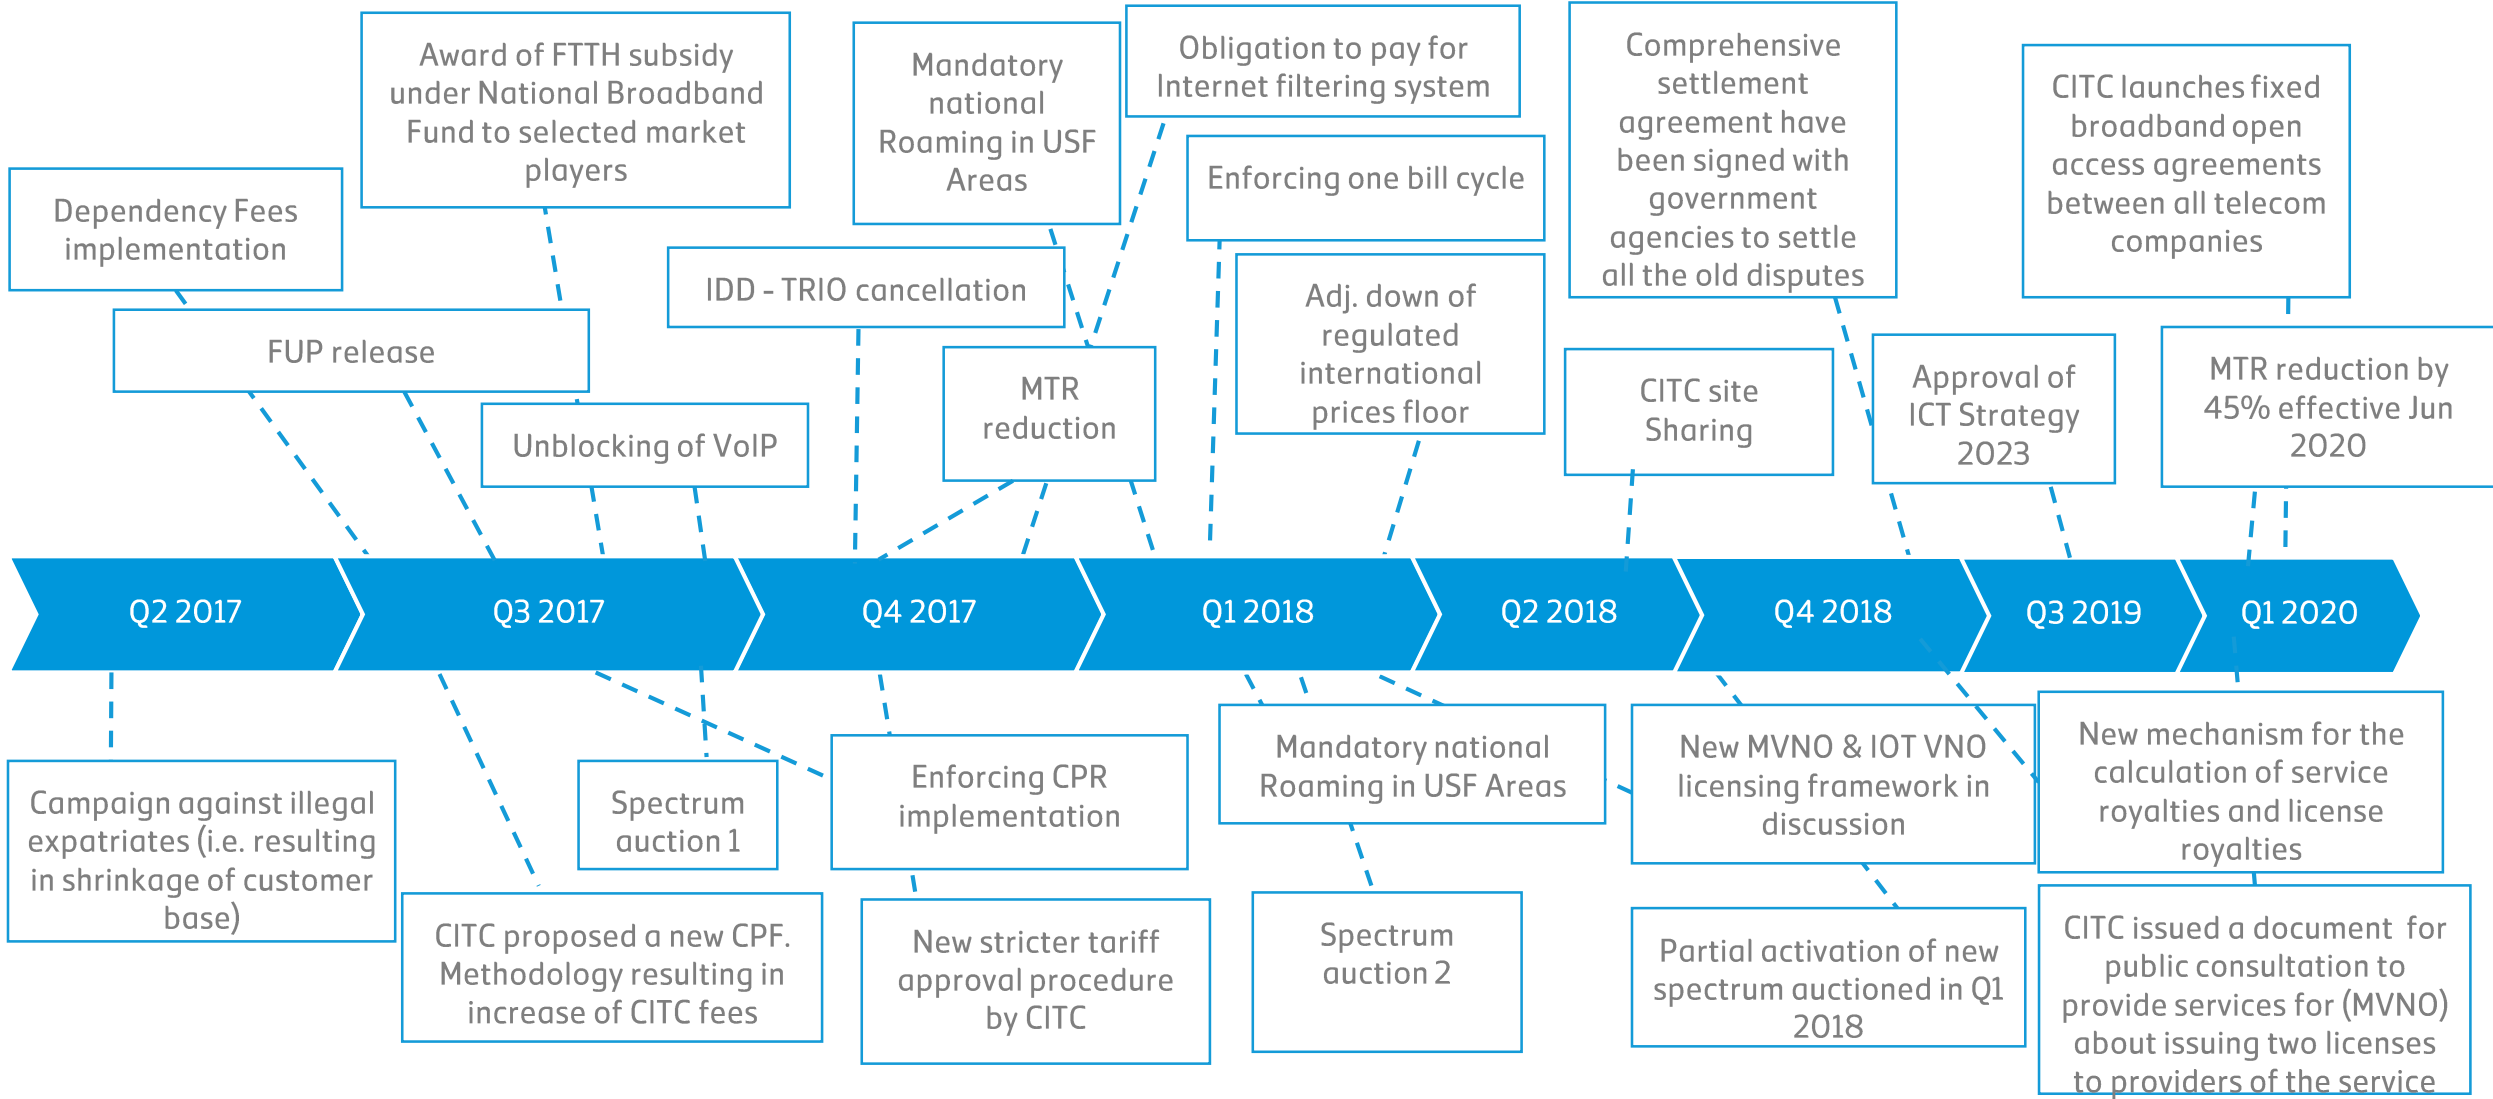 Dependency Fees
implementation
Award of FTTH subsidy
under National Broadband
Fund to selected market
players
FUP release
Unblocking of VoIP
IDD - TRIO cancellation
Mandatory
national
Roaming in USF
Areas
MTR
reduction
Obligation to pay for
Internet filtering system
Enforcing one bill cycle
Adj. down of
regulated
international
prices floor
Comprehensive
settlement
agreement have
been signed with
government
agencies to settle
all the old disputes
CITC site
Sharing
Approval of
ICT Strategy
2023
CITC launches fixed
broadband open
access agreements
between all telecom
companies
MTR reduction by
45% effective Jun
2020
Q2 2017
Q3 2017
Q4 2017
Q1 2018
Q2 2018
Q4 2018
Q3 2019
Q1 2020
Campaign against illegal
expatriates (i.e. resulting
in shrinkage of customer
base)
CITC proposed a new CPF.
Methodology resulting in
increase of CITC fees
Spectrum
auction 1
Enforcing CPR
implementation
New stricter tariff
approval procedure
by CITC
Mandatory national
Roaming in USF Areas
Spectrum
auction 2
New MVNO & IOT VNO
licensing framework in
discussion
Partial activation of new
spectrum auctioned in Q1
2018
New mechanism for the
calculation of service
royalties and license
royalties
CITC issued a document for
public consultation to
provide services for (MVNO)
about issuing two licenses
to providers of the service